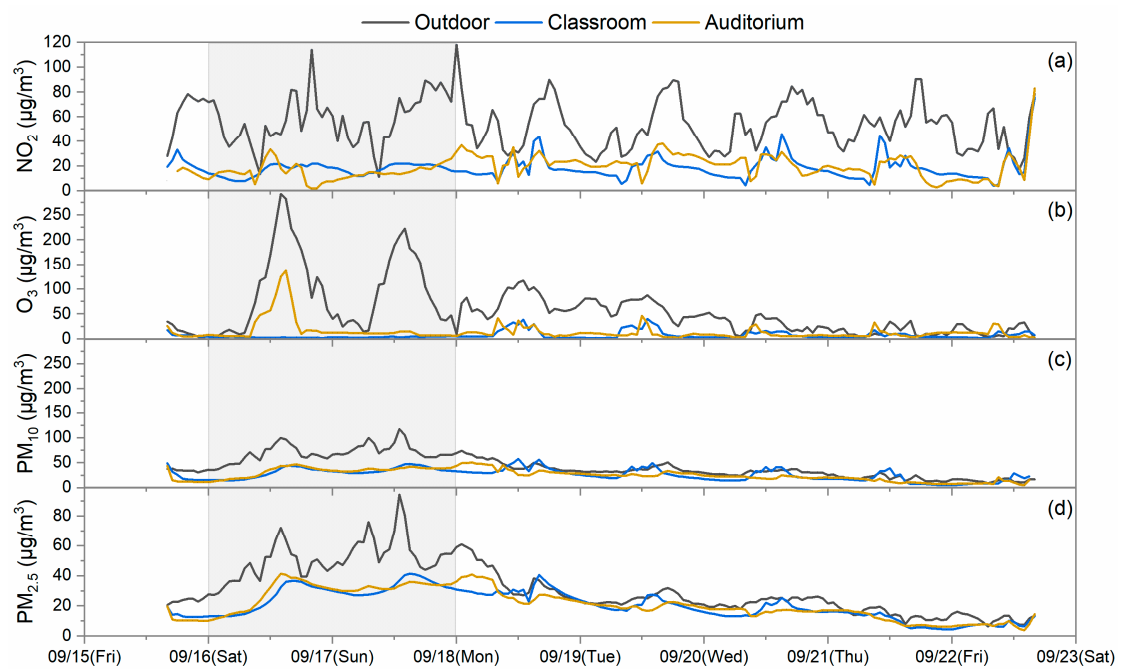 Outdoor Classroom Auditorium
120
100
80
60
40
20
0
NO2 (µg/m³)
(a)
250
200
150
100
50
0
O3 (µg/m³)
(b)
250
200
150
100
50
0
PM10 (µg/m³)
(c)
80
60
40
20
0
PM2.5 (µg/m³)
(d)
09/15(Fri) 09/16(Sat) 09/17(Sun) 09/18(Mon) 09/19(Tue) 09/20(Wed) 09/21(Thu) 09/22(Fri) 09/23(Sat)